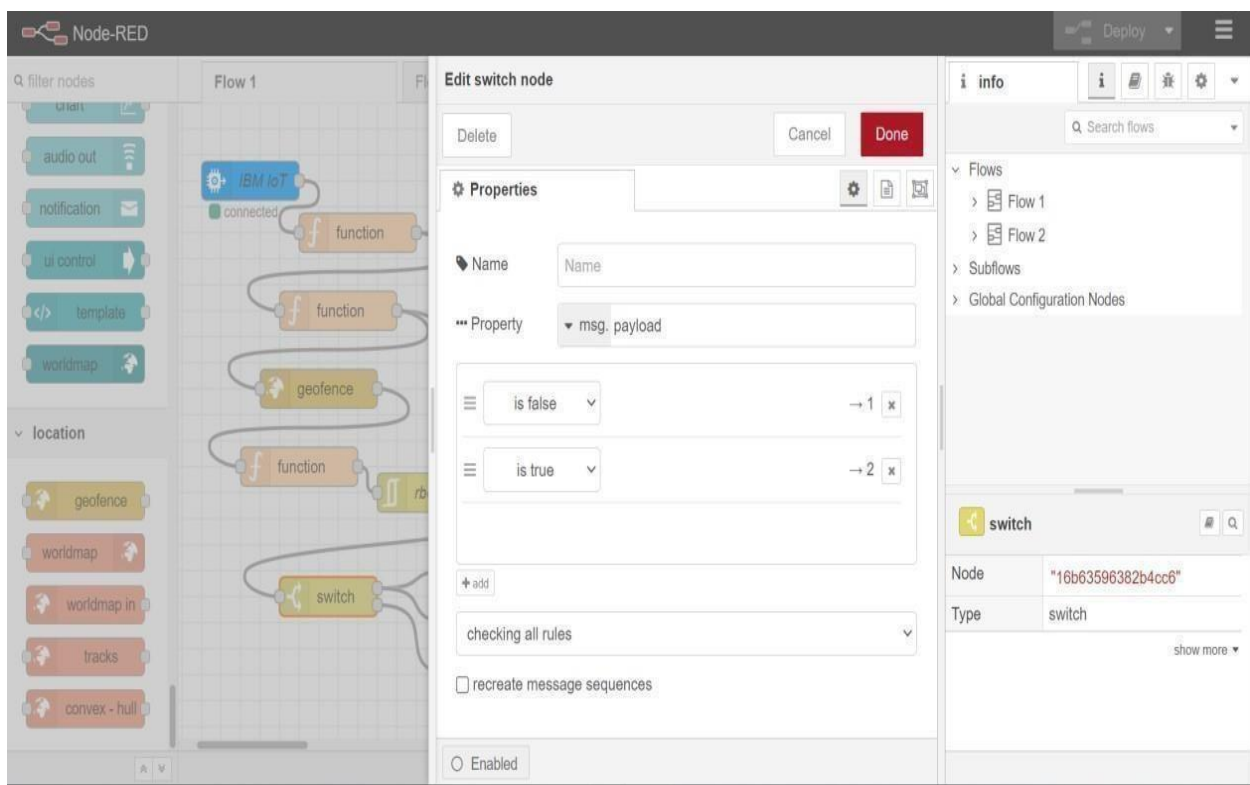 Node-RED
Deploy
filter nodes
chart
audio out
notification
ui control
template
worldmap
location
geofence
worldmap
worldmap in
tracks
convex - hull
Flow 1
IBM IoT
connected
function
function
geofence
function
switch
Edit switch node
Delete
Cancel
Done
Properties
Name
Name
Property
msg. payload
is false
→ 1
is true
→ 2
add
checking all rules
recreate message sequences
Enabled
i info
i
Search flows
Flows
Flow 1
Flow 2
Subflows
Global Configuration Nodes
switch
Node "16b63596382b4cc6"
Type switch
show more